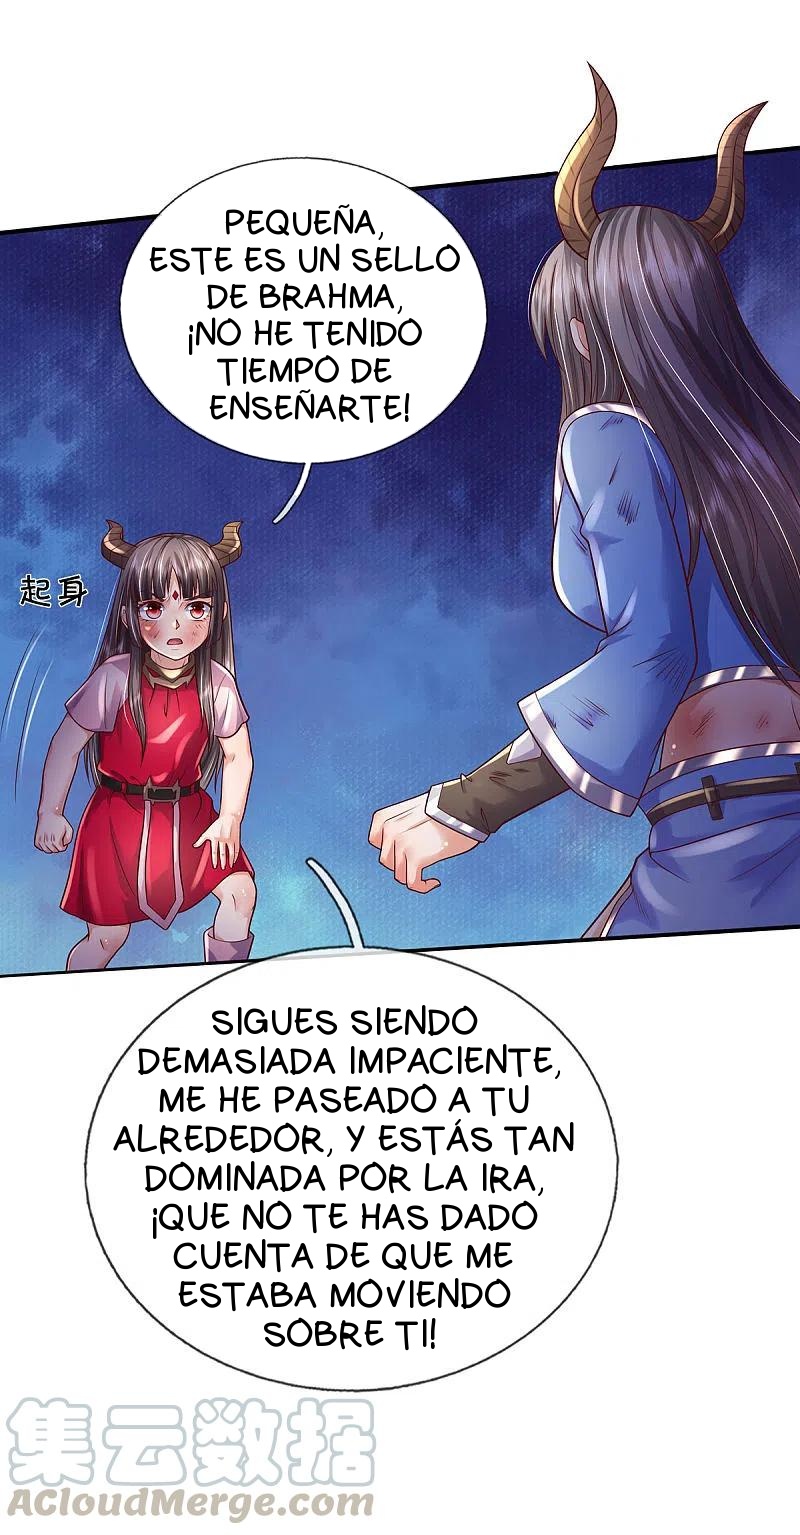 PEQUEÑA,
ESTE ES UN SELLO
DE BRAHMA,
¡NO HE TENIDO
TIEMPO DE
ENSEÑARTE!
起身
SIGUES SIENDO
DEMASIADA IMPACIENTE,
ME HE PASEADO A TU
ALREDEDOR, Y ESTÁS TAN
DOMINADA POR LA IRA,
¡QUE NO TE HAS DADO
CUENTA DE QUE ME
ESTABA MOVIENDO
SOBRE TI!
集云数据
ACloudMerge.com